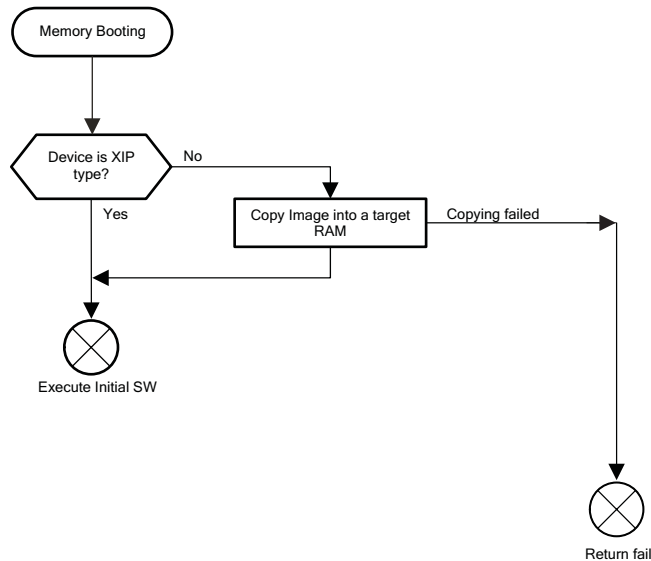 Memory Booting
Device is XIP
type?
No
Yes
Copy Image into a target
RAM
Copying failed
Execute Initial SW
Return fail